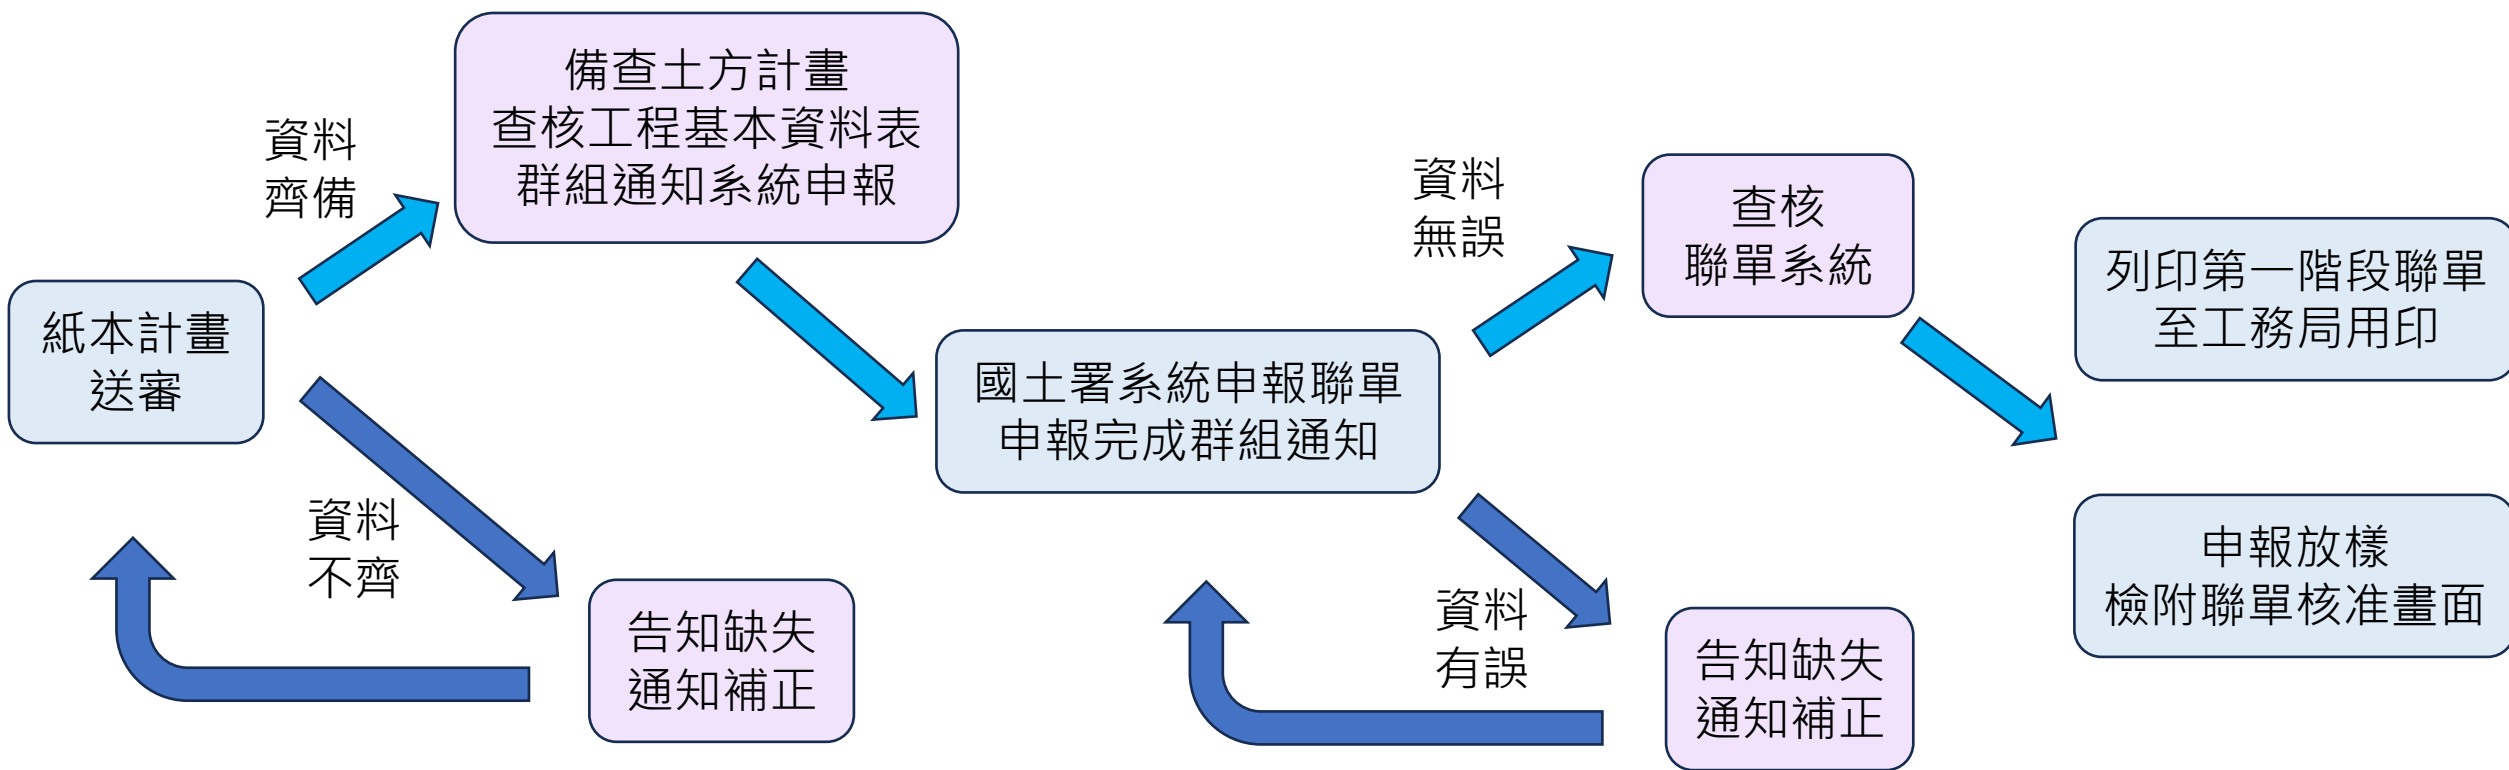 紙本計畫
送審
資料
齊備
備查土方計畫
查核工程基本資料表
群組通知系統申報
資料
不齊
告知缺失
通知補正
國土署系統申報聯單
申報完成群組通知
資料
無誤
查核
聯單系統
資料
有誤
告知缺失
通知補正
列印第一階段聯單
至工務局用印
申報放樣
檢附聯單核准畫面